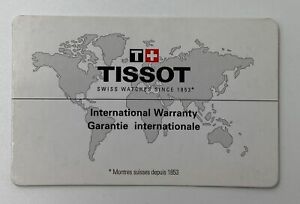 T+
TISSOT
SWISS WATCHES SINCE 1853*
International Warranty
Garantie internationale
* Montres suisses depuis 1853